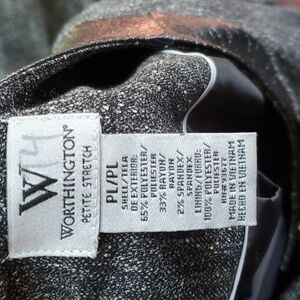 W
14
WORTHINGTON®
PETITE STRETCH
PL/PL
SHELL/TELA
DE EXTERIOR:
65% POLYESTER/
POLIESTER
33% RAYON/
RAYON
2% SPANDEX/
SPANDEX
LINING/FORRO:
100% POLYESTER/
POLIESTER
MADE IN VIETNAM
HECHO EN VIETNAM